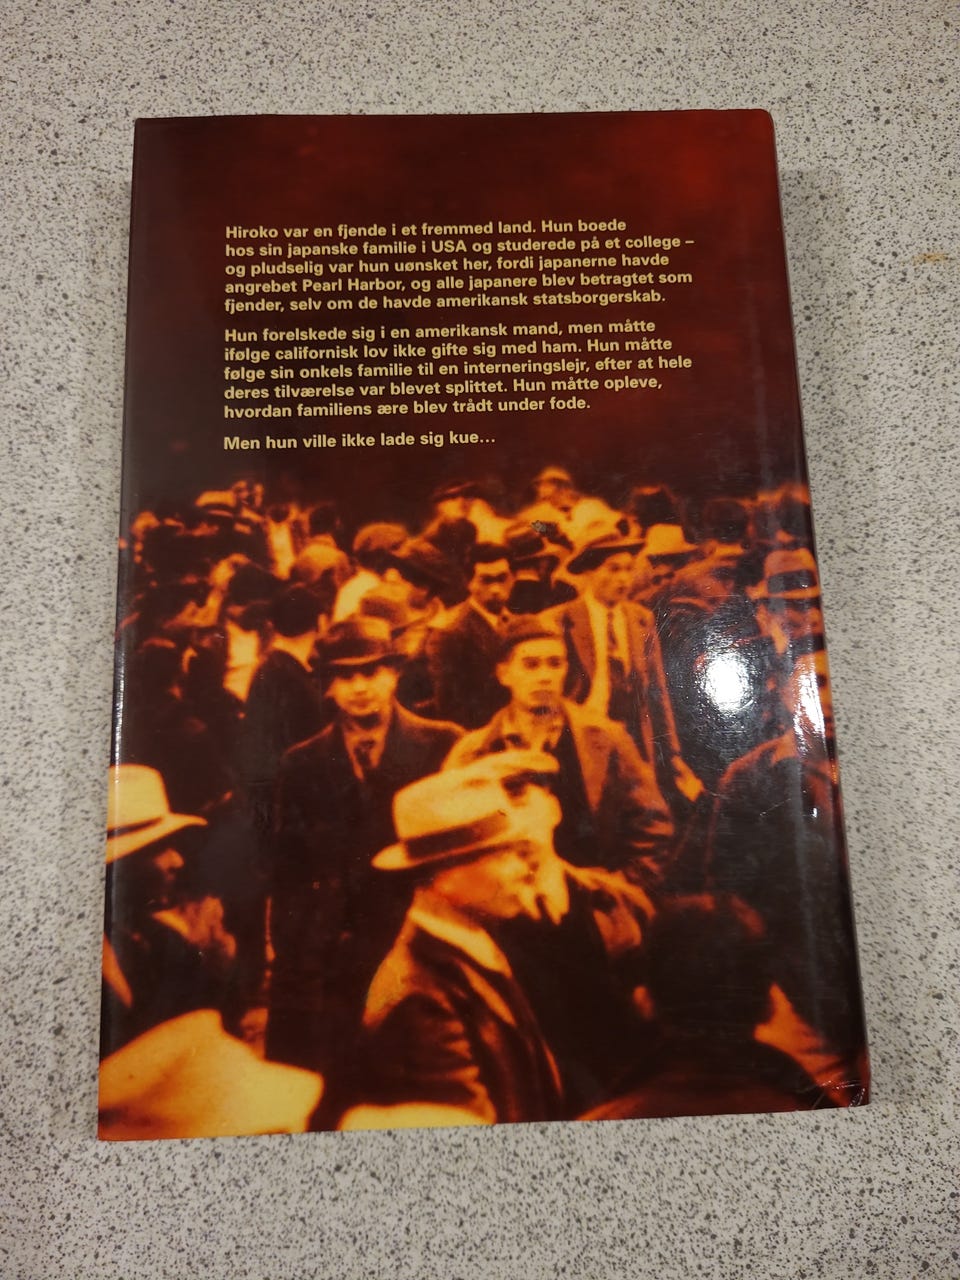 Hiroko var en fjende i et fremmed land. Hun boede
hos sin japanske familie i USA og studerede på et college –
og pludselig var hun uønsket her, fordi japanerne havde
angrebet Pearl Harbor, og alle japanere blev betragtet som
fjender, selv om de havde amerikansk statsborgerskab.
Hun forelskede sig i en amerikansk mand, men måtte
ifølge californisk lov ikke gifte sig med ham. Hun måtte
følge sin onkels familie til en interneringslejr, efter at hele
deres tilværelse var blevet splittet. Hun måtte opleve,
hvordan familiens ære blev trådt under fode.
Men hun ville ikke lade sig kue...